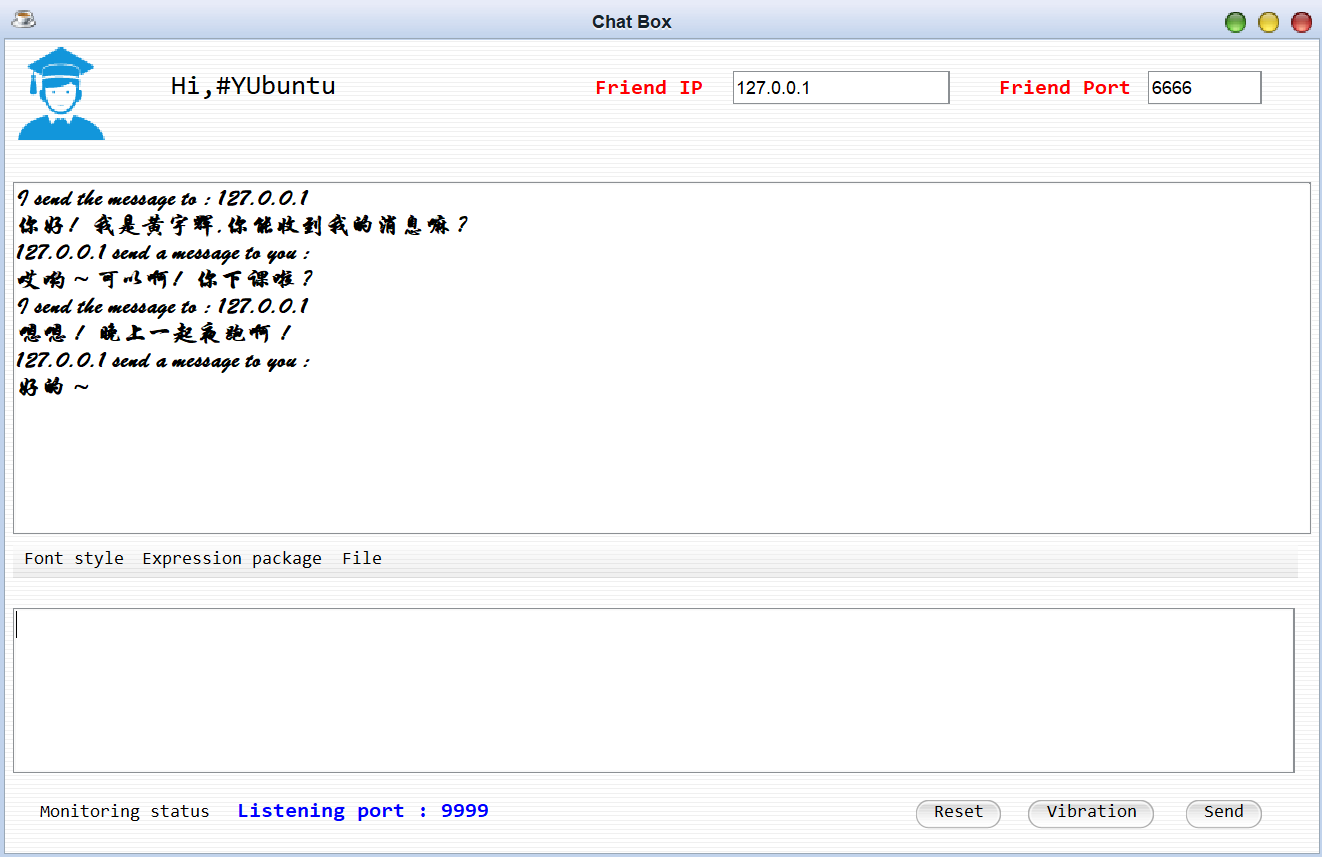 Chat Box
Hi,#YUbuntu
Friend IP 127.0.0.1 Friend Port 6666
I send the message to : 127.0.0.1
你好！我是黄宇辉.你能收到我的消息嘛？
127.0.0.1 send a message to you :
哎哟~可以啊！你下课啦？
I send the message to : 127.0.0.1
嗯嗯！晚上一起夜跑啊！
127.0.0.1 send a message to you :
好的~
Font style Expression package File
Monitoring status Listening port : 9999 Reset Vibration Send